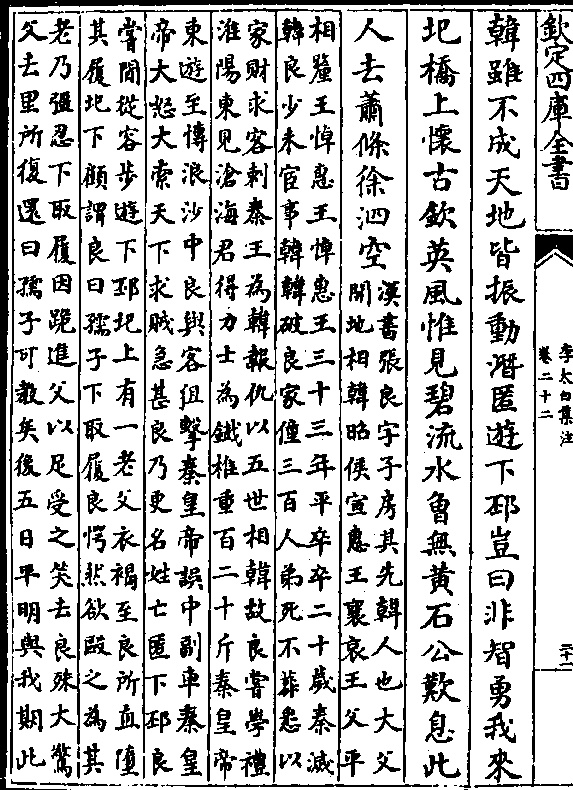 欽定四庫全書
李太白集注
卷二十二
韓雖不成天地皆振動潛匿遊下邳豈曰非智勇我來
圯橋上懷古欽英風惟見碧流水曾無黃石公歎息此
人去蕭條徐泗空
漢書張良字子房其先韓人也大父
開地相韓昭侯宣惠王襄哀王父平
相釐王悼惠王悼惠王三十三年平卒卒二十歲秦滅
韓良少未宦事韓韓破良家僮三百人弟死不葬悉以
家財求客刺秦王為韓報仇以五世相韓故良嘗學禮
淮陽東見滄海君得力士為鐵椎重百二十斤秦皇帝
東遊至博浪沙中良與客狙擊秦皇帝誤中副車秦皇
帝大怒大索天下求賊急甚良乃更名姓亡匿下邳良
嘗閒從容步遊下邳圯上有一老父衣褐至良所直墮
其履圯下顧謂良曰孺子下取履良愕然欲毆之為其
老乃彊忍下取履因跪進父以足受之笑去良殊大驚
父去里所復還曰孺子可教矣後五日平明與我期此